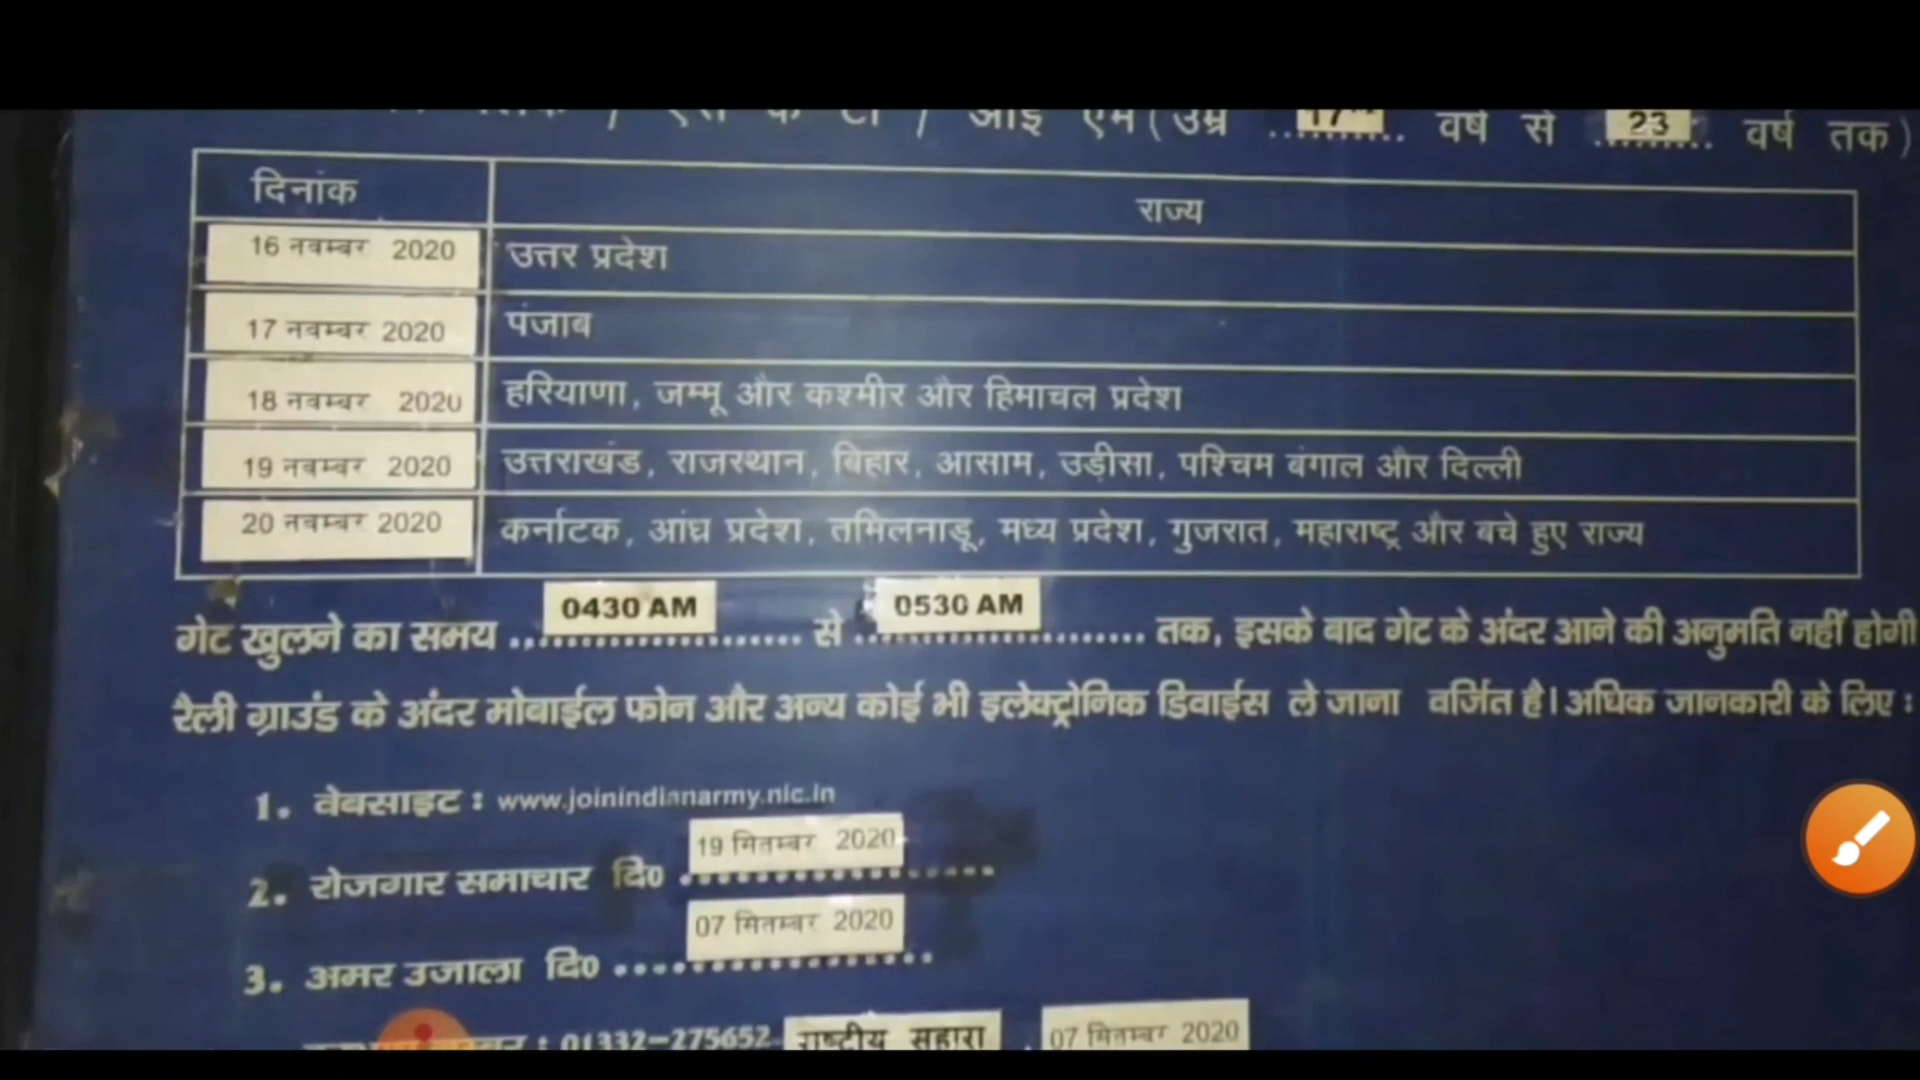 टी / आई एम ( उम्र ........ 17 वर्ष से 23 वर्ष तक )
दिनांक राज्य
16 नवम्बर 2020 उत्तर प्रदेश
17 नवम्बर 2020 पंजाब
18 नवम्बर 2020 हरियाणा, जम्मू और कश्मीर और हिमाचल प्रदेश
19 नवम्बर 2020 उत्तराखंड, राजस्थान, बिहार, आसाम, उड़ीसा, पश्चिम बंगाल और दिल्ली
20 नवम्बर 2020 कर्नाटक, आंध्र प्रदेश, तमिलनाडू, मध्य प्रदेश, गुजरात, महाराष्ट्र और बचे हुए राज्य
गेट खुलने का समय 0430 AM से 0530 AM तक, इसके बाद गेट के अंदर आने की अनुमति नहीं होगी
रैली ग्राउंड के अंदर मोबाईल फोन और अन्य कोई भी इलेक्ट्रोनिक डिवाईस ले जाना वर्जित है। अधिक जानकारी के लिए :
1. वेबसाइट : www.joinindianarmy.nic.in
2. रोजगार समाचार दि० 19 सितम्बर 2020
3. अमर उजाला दि० 07 सितम्बर 2020
: 01332-275652 राष्ट्रीय सहारा 07 सितम्बर 2020